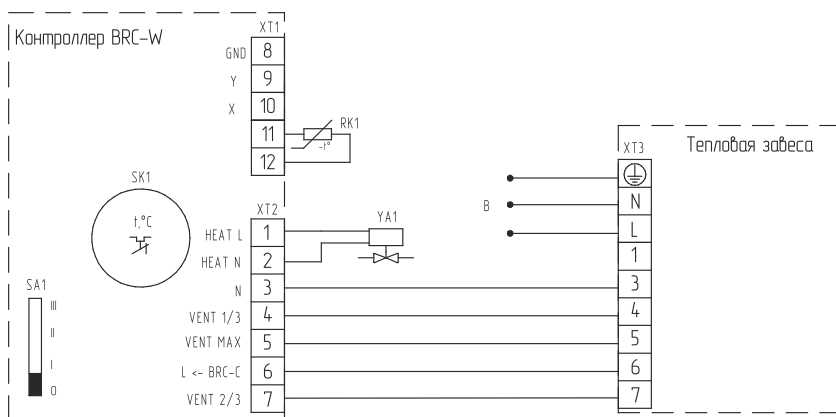 Контроллер BRC-W
XT1
GND 8
Y 9
X 10
11
12
RK1
-t°
SK1
t,°C
SA1
III
II
I
0
XT2
HEAT L 1
HEAT N 2
N 3
VENT 1/3 4
VENT MAX 5
L <- BRC-C 6
VENT 2/3 7
YA1
В
Тепловая завеса
XT3
N
L
1
3
4
5
6
7